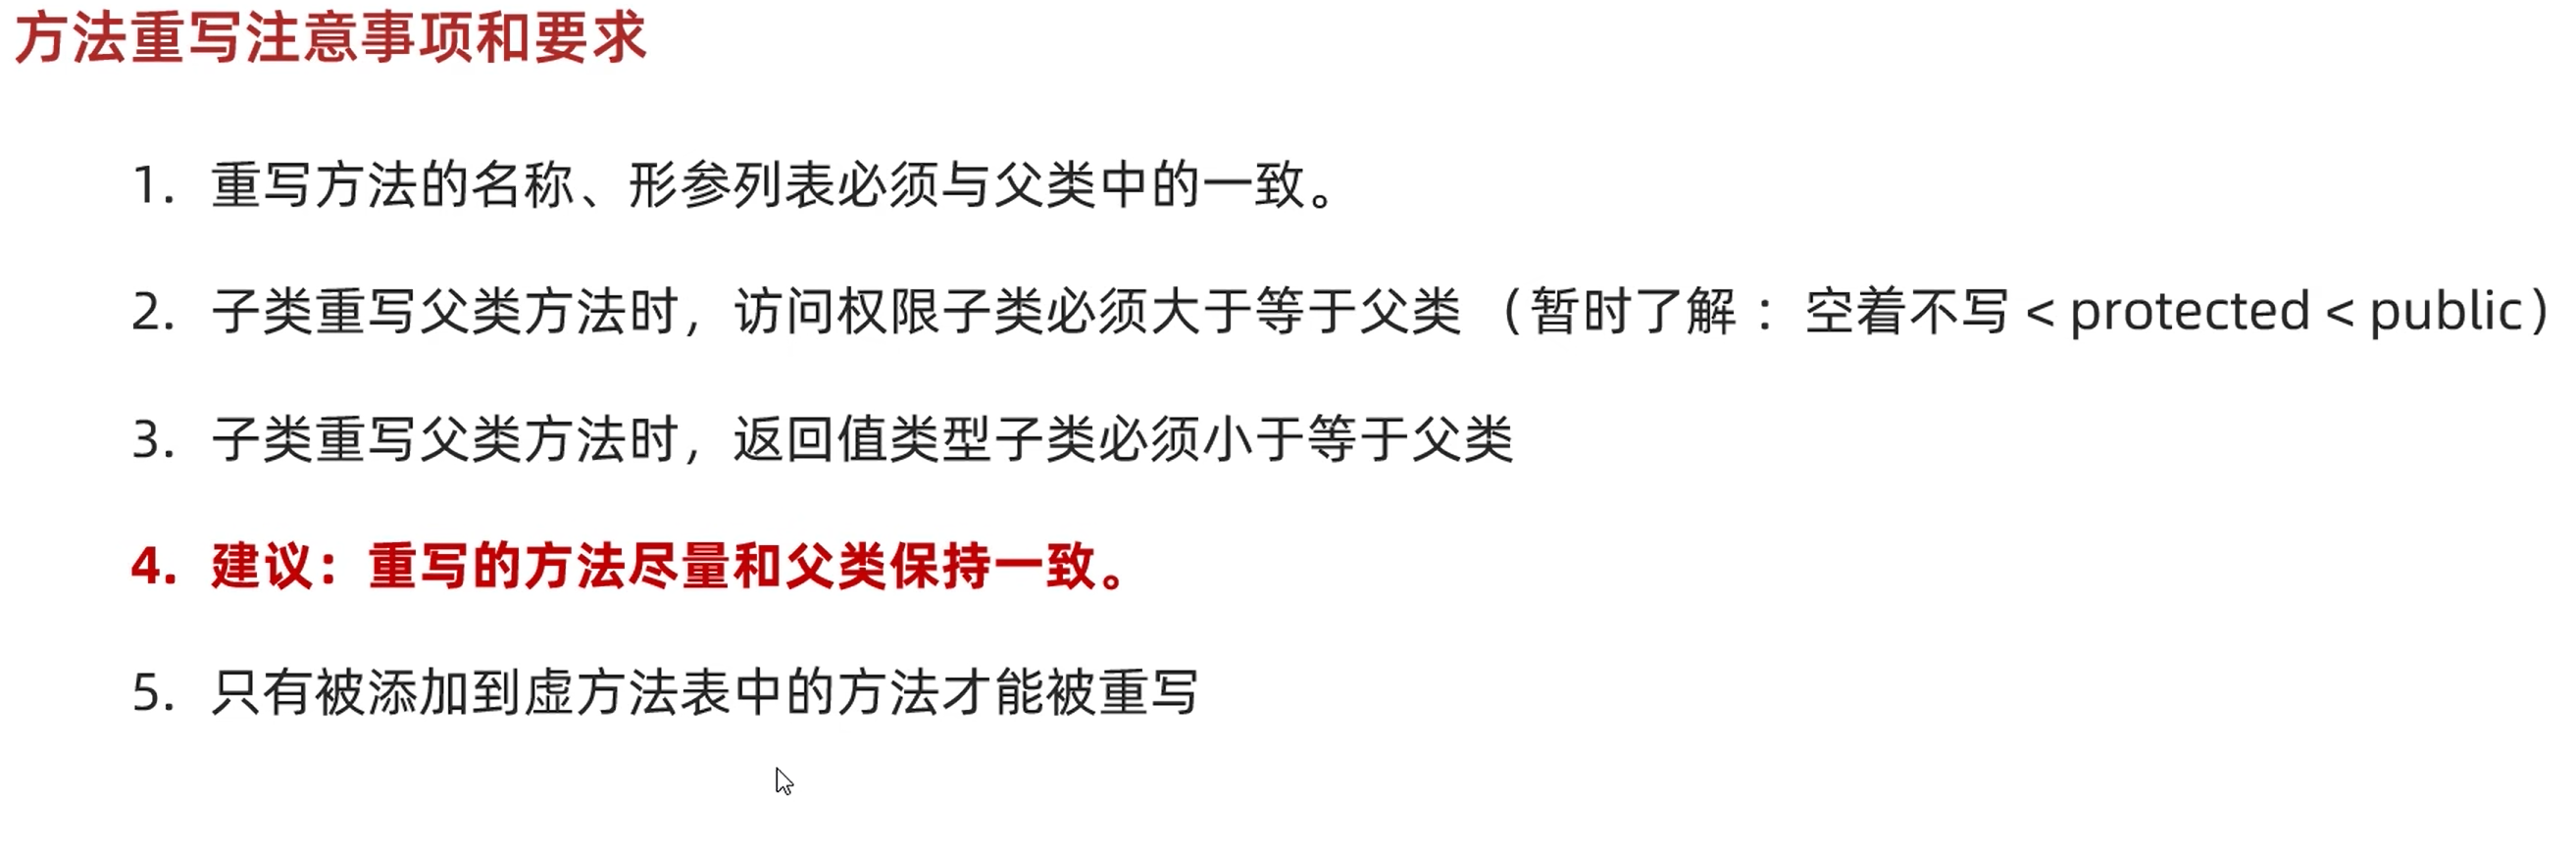 方法重写注意事项和要求
1. 重写方法的名称、形参列表必须与父类中的一致。
2. 子类重写父类方法时，访问权限子类必须大于等于父类（暂时了解：空着不写 < protected < public）
3. 子类重写父类方法时，返回值类型子类必须小于等于父类
4. 建议：重写的方法尽量和父类保持一致。
5. 只有被添加到虚方法表中的方法才能被重写